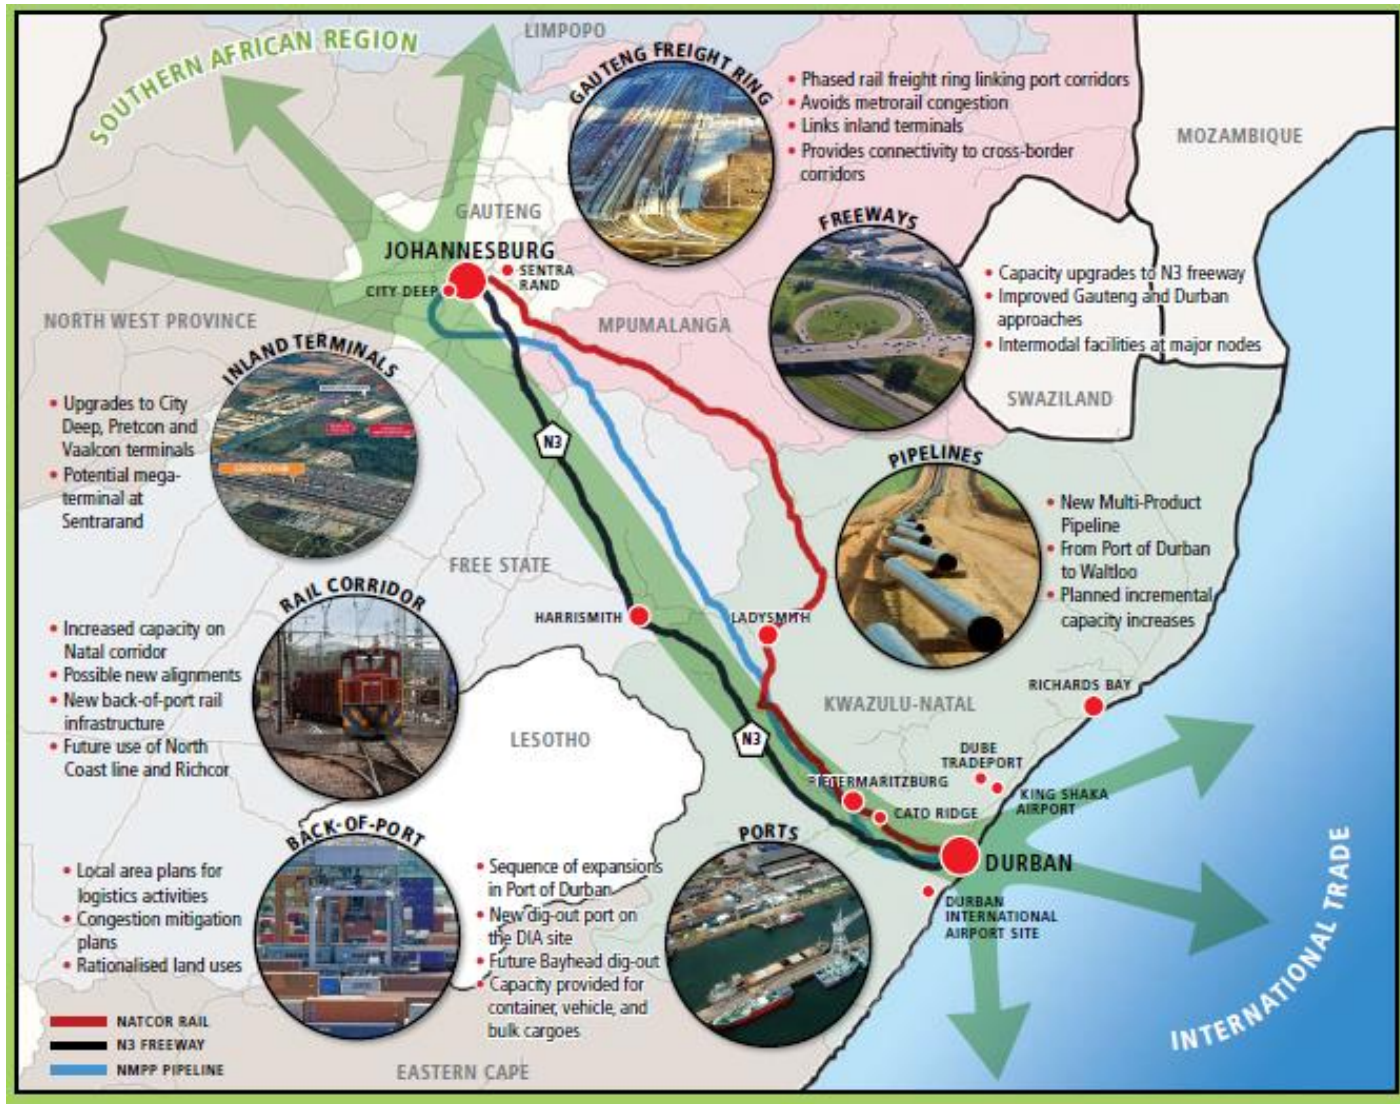 SOUTHERN AFRICAN REGION
LIMPOPO
GAUTENG FREIGHT RING
• Phased rail freight ring linking port corridors
• Avoids metrorail congestion
• Links inland terminals
• Provides connectivity to cross-border
corridors
MOZAMBIQUE
GAUTENG
JOHANNESBURG
SENTRA
RAND
CITY DEEP
FREEWAYS
• Capacity upgrades to N3 freeway
• Improved Gauteng and Durban
approaches
• Intermodal facilities at major nodes
NORTH WEST PROVINCE
MPUMALANGA
SWAZILAND
INLAND TERMINALS
• Upgrades to City
Deep, Pretcon and
Vaalcon terminals
• Potential mega-
terminal at
Sentrarand
N3
PIPELINES
• New Multi-Product
Pipeline
• From Port of Durban
to Waltloo
• Planned incremental
capacity increases
FREE STATE
RAIL CORRIDOR
• Increased capacity on
Natal corridor
• Possible new alignments
• New back-of-port rail
infrastructure
• Future use of North
Coast line and Richcor
HARRISMITH
LADYSMITH
RICHARDS BAY
KWAZULU-NATAL
LESOTHO
N3
DUBE
TRADEPORT
KING SHAKA
AIRPORT
PIETERMARITZBURG
CATO RIDGE
DURBAN
DURBAN
INTERNATIONAL
AIRPORT SITE
BACK-OF-PORT
• Local area plans for
logistics activities
• Congestion mitigation
plans
• Rationalised land uses
PORTS
• Sequence of expansions
in Port of Durban
• New dig-out port on
the DIA site
• Future Bayhead dig-out
• Capacity provided for
container, vehicle, and
bulk cargoes
INTERNATIONAL TRADE
NATCOR RAIL
N3 FREEWAY
NMPP PIPELINE
EASTERN CAPE